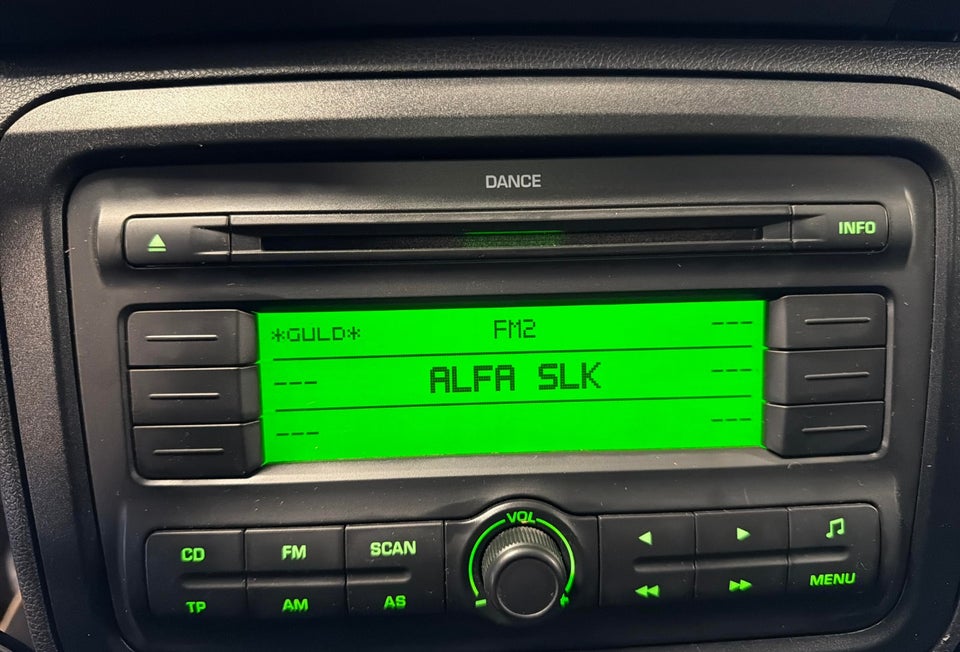 DANCE
INFO
*GULD* FM2 ---
--- ALFA SLK ---
--- ---
VOL
CD FM SCAN
TP AM AS
MENU